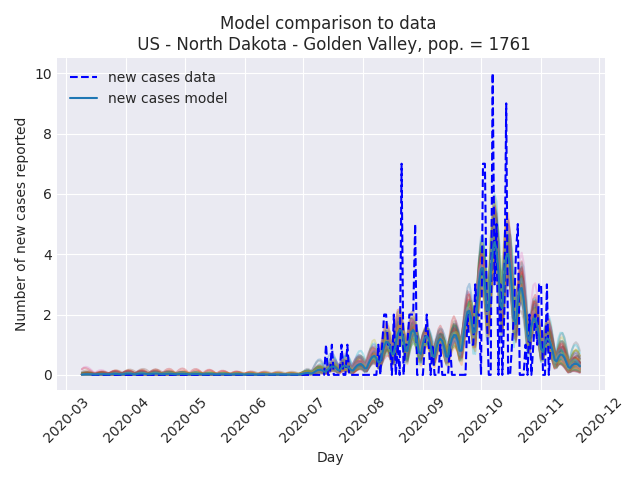 Model comparison to data
US - North Dakota - Golden Valley, pop. = 1761
new cases data
new cases model
Number of new cases reported
10
8
6
4
2
0
2020-03
2020-04
2020-05
2020-06
2020-07
2020-08
2020-09
2020-10
2020-11
2020-12
Day